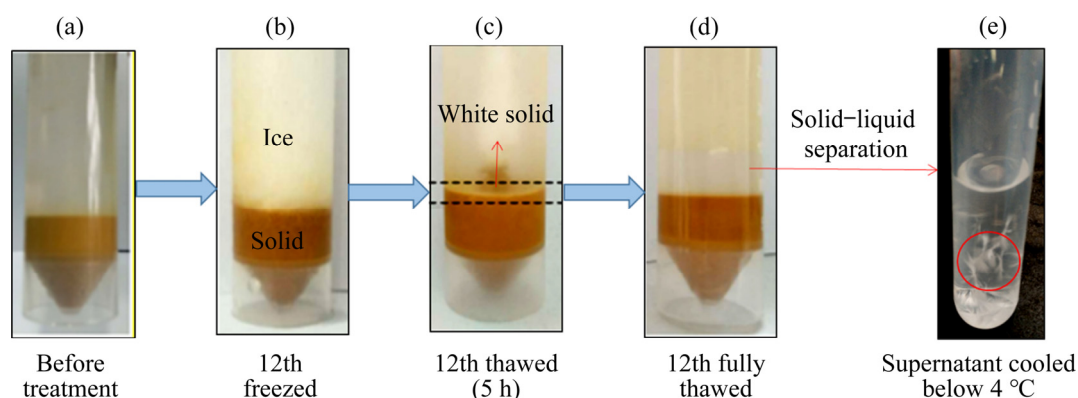 (a)
(b)
(c)
(d)
(e)
Ice
Solid
White solid
Solid−liquid
separation
Before
treatment
12th
freezed
12th thawed
(5 h)
12th fully
thawed
Supernatant cooled
below 4 ℃